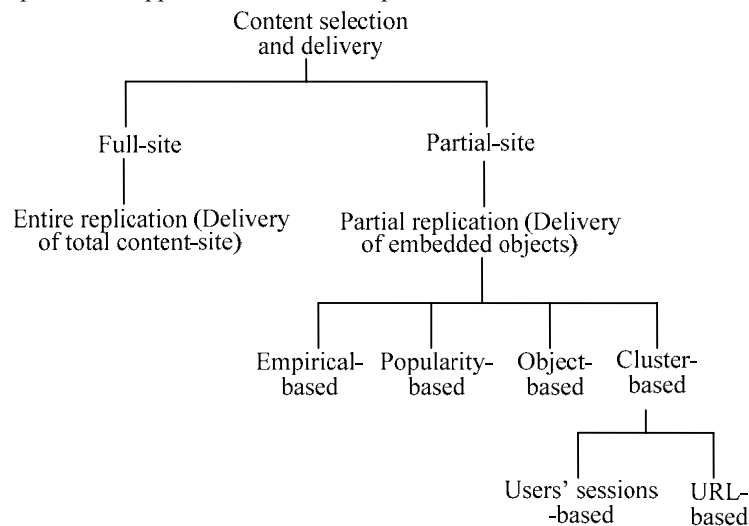 Content selection
and delivery
Full-site
Partial-site
Entire replication (Delivery
of total content-site)
Partial replication (Delivery
of embedded objects)
Empirical-
based
Popularity-
based
Object-
based
Cluster-
based
Users’ sessions
-based
URL-
based